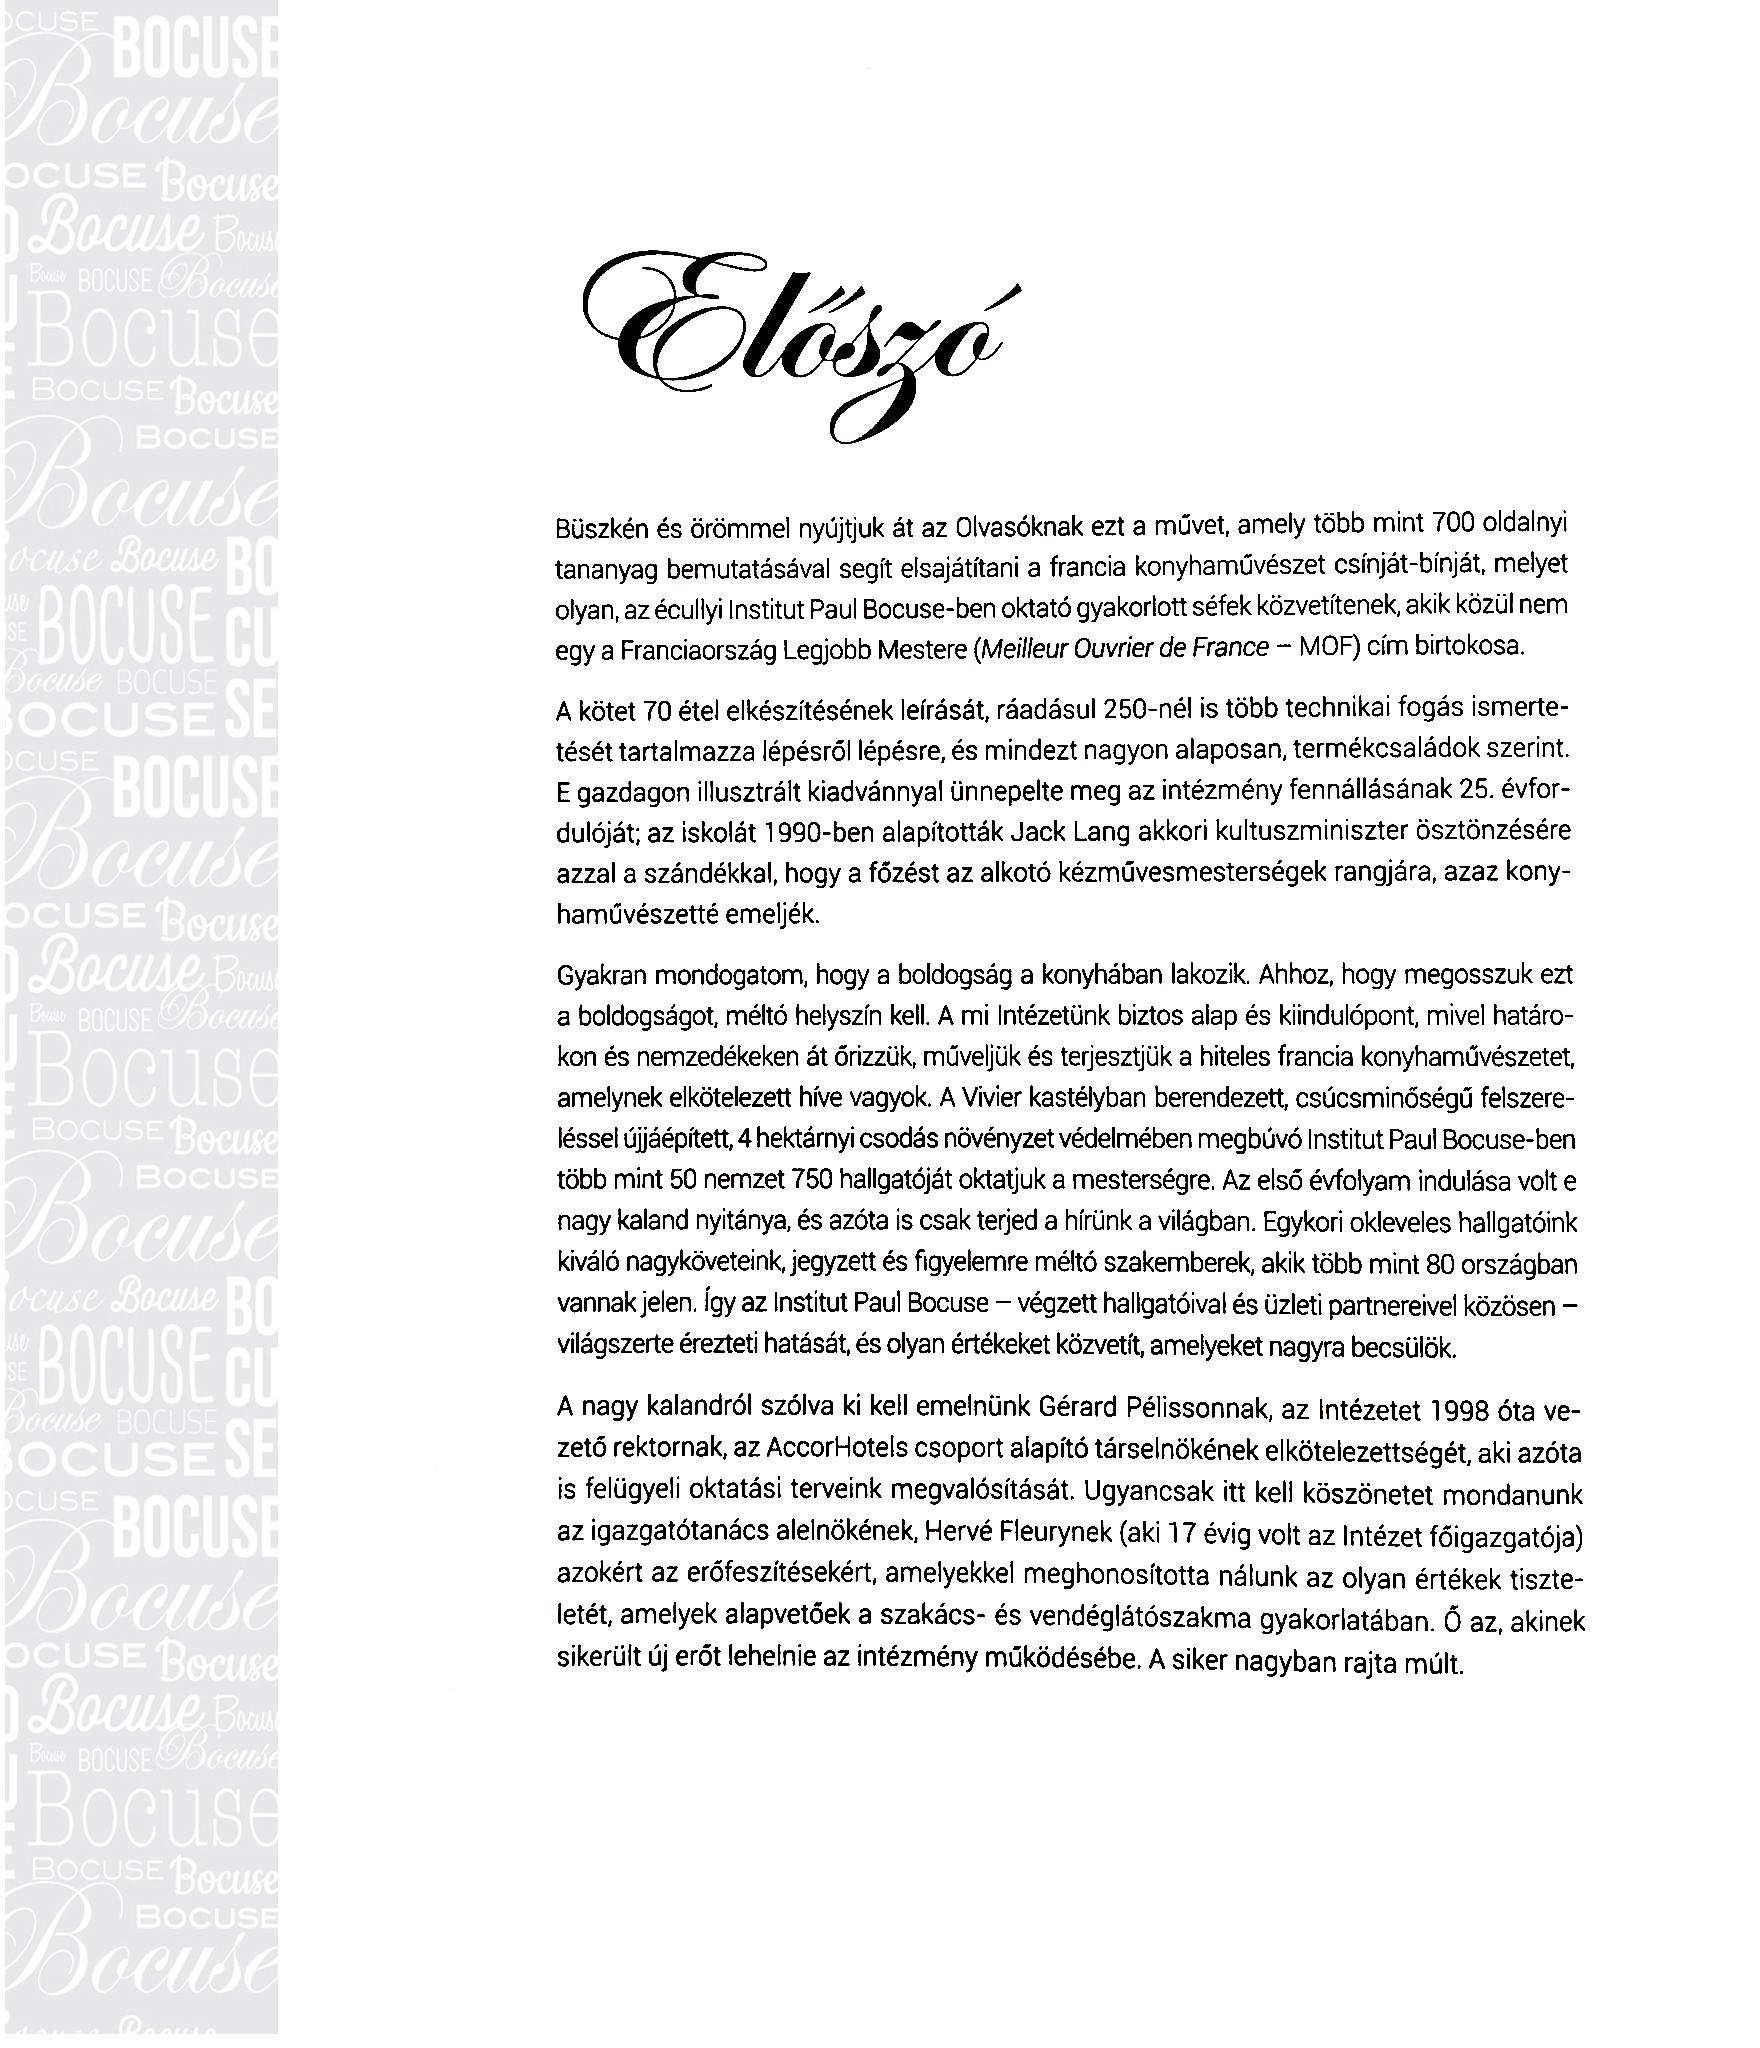 Előszó
Büszkén és örömmel nyújtjuk át az Olvasóknak ezt a művet, amely több mint 700 oldalnyi
tananyag bemutatásával segít elsajátítani a francia konyhaművészet csínját-bínját, melyet
olyan, az écullyi Institut Paul Bocuse-ben oktató gyakorlott séfek közvetítenek, akik közül nem
egy a Franciaország Legjobb Mestere (Meilleur Ouvrier de France – MOF) cím birtokosa.
A kötet 70 étel elkészítésének leírását, ráadásul 250-nél is több technikai fogás ismerte-
tését tartalmazza lépésről lépésre, és mindezt nagyon alaposan, termékcsaládok szerint.
E gazdagon illusztrált kiadvánnyal ünnepelte meg az intézmény fennállásának 25. évfor-
dulóját; az iskolát 1990-ben alapították Jack Lang akkori kultuszminiszter ösztönzésére
azzal a szándékkal, hogy a főzést az alkotó kézművesmesterségek rangjára, azaz kony-
haművészetté emeljék.
Gyakran mondogatom, hogy a boldogság a konyhában lakozik. Ahhoz, hogy megosszuk ezt
a boldogságot, méltó helyszín kell. A mi Intézetünk biztos alap és kiindulópont, mivel határo-
kon és nemzedékeken át őrizzük, műveljük és terjesztjük a hiteles francia konyhaművészetet,
amelynek elkötelezett híve vagyok. A Vivier kastélyban berendezett, csúcsminőségű felszere-
léssel újjáépített, 4 hektárnyi csodás növényzet védelmében megbúvó Institut Paul Bocuse-ben
több mint 50 nemzet 750 hallgatóját oktatjuk a mesterségre. Az első évfolyam indulása volt e
nagy kaland nyitánya, és azóta is csak terjed a hírünk a világban. Egykori okleveles hallgatóink
kiváló nagyköveteink, jegyzett és figyelemre méltó szakemberek, akik több mint 80 országban
vannak jelen. Így az Institut Paul Bocuse – végzett hallgatóival és üzleti partnereivel közösen –
világszerte érezteti hatását, és olyan értékeket közvetít, amelyeket nagyra becsülök.
A nagy kalandról szólva ki kell emelnünk Gérard Pélissonnak, az Intézetet 1998 óta ve-
zető rektornak, az AccorHotels csoport alapító társelnökének elkötelezettségét, aki azóta
is felügyeli oktatási terveink megvalósítását. Ugyancsak itt kell köszönetet mondanunk
az igazgatótanács alelnökének, Hervé Fleurynek (aki 17 évig volt az Intézet főigazgatója)
azokért az erőfeszítésekért, amelyekkel meghonosította nálunk az olyan értékek tiszte-
letét, amelyek alapvetőek a szakács- és vendéglátószakma gyakorlatában. Ő az, akinek
sikerült új erőt lehelnie az intézmény működésébe. A siker nagyban rajta múlt.